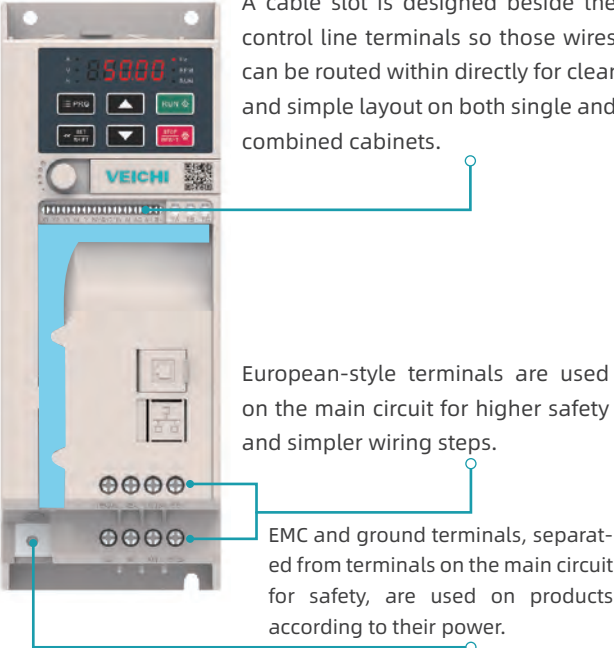 A cable slot is designed beside the
control line terminals so those wires
can be routed within directly for clear
and simple layout on both single and
combined cabinets.
50.00
PRG
RUN
SET
SHIFT
STOP
VEICHI
European-style terminals are used
on the main circuit for higher safety
and simpler wiring steps.
EMC and ground terminals, separat-
ed from terminals on the main circuit
for safety, are used on products
according to their power.